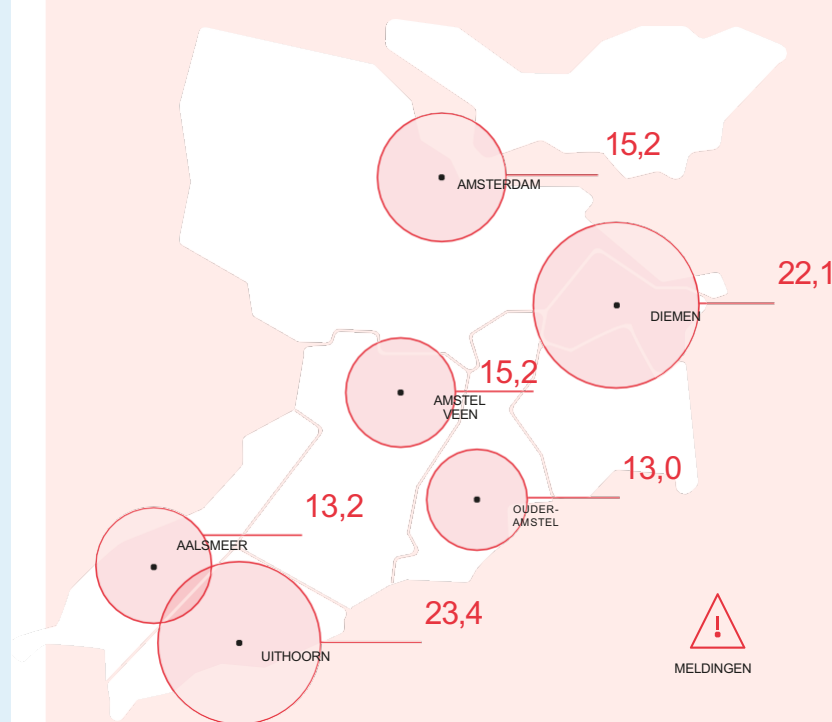 15,2
AMSTERDAM
22,1
DIEMEN
15,2
AMSTEL
VEEN
13,0
OUDER-
AMSTEL
13,2
AALSMEER
23,4
UITHOORN
!
MELDINGEN